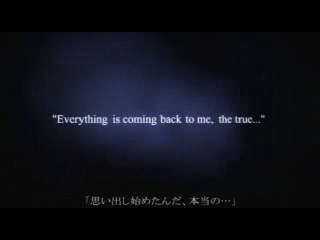 "Everything is coming back to me, the true..."
「思い出し始めたんだ、本当の…」